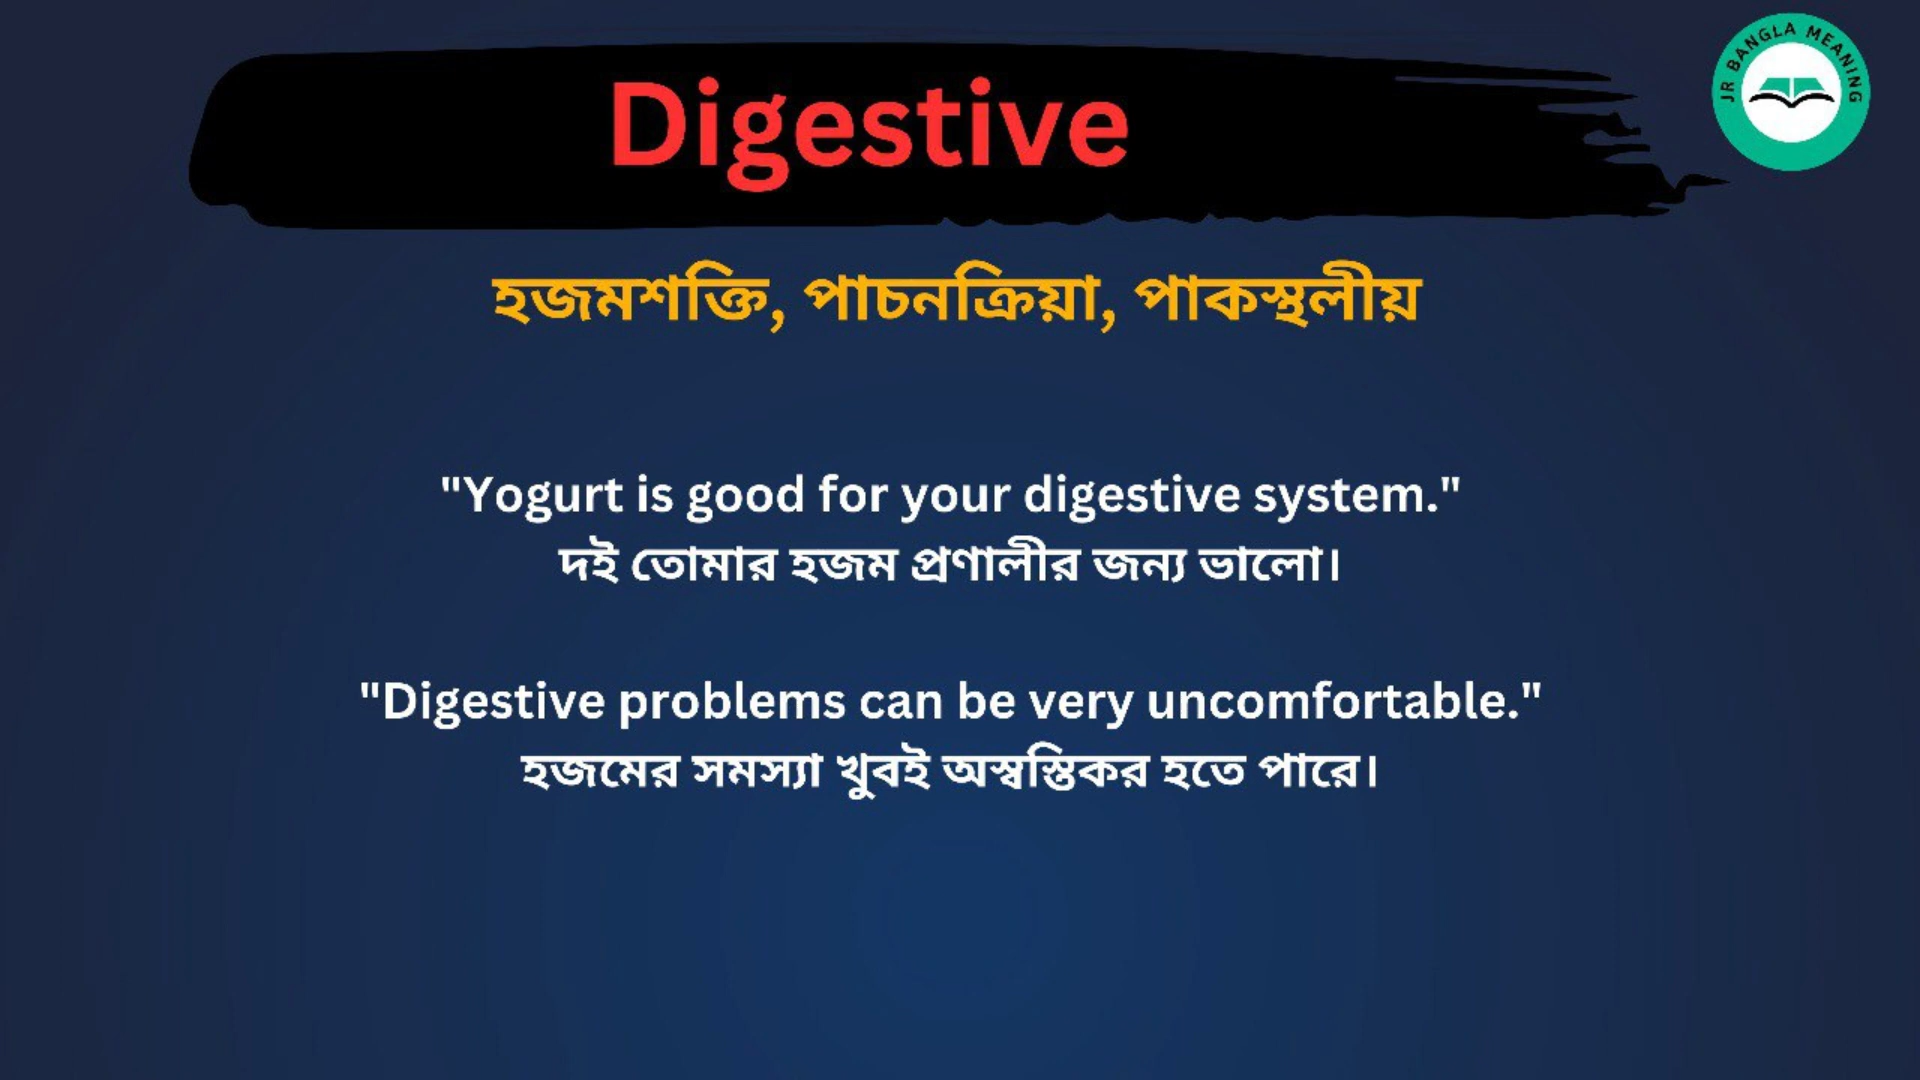 JR BANGLA MEANING
Digestive
হজমশক্তি, পাচনক্রিয়া, পাকস্থলীয়
"Yogurt is good for your digestive system."
দই তোমার হজম প্রণালীর জন্য ভালো।
"Digestive problems can be very uncomfortable."
হজমের সমস্যা খুবই অস্বস্তিকর হতে পারে।